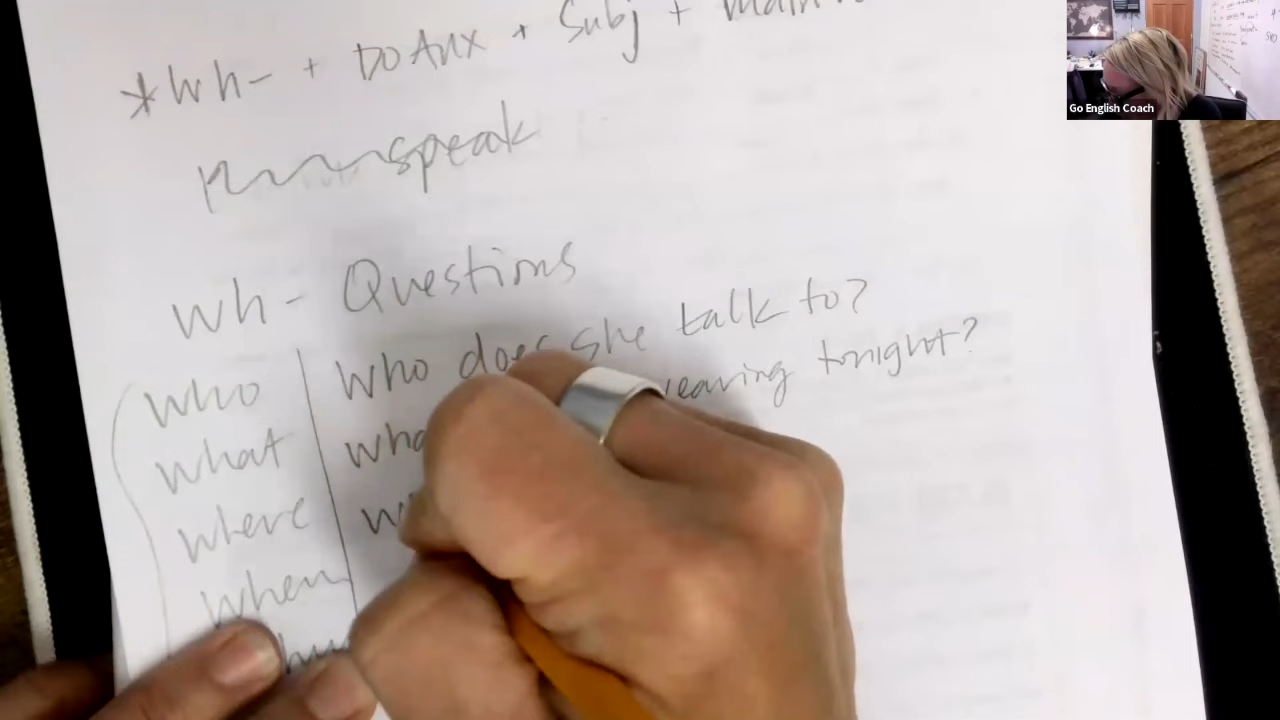 *Wh- + DO AUX + Subj + main
speak
Wh- Questions
who | Who does she talk to?
what | wearing tonight?
where
when
Go English Coach